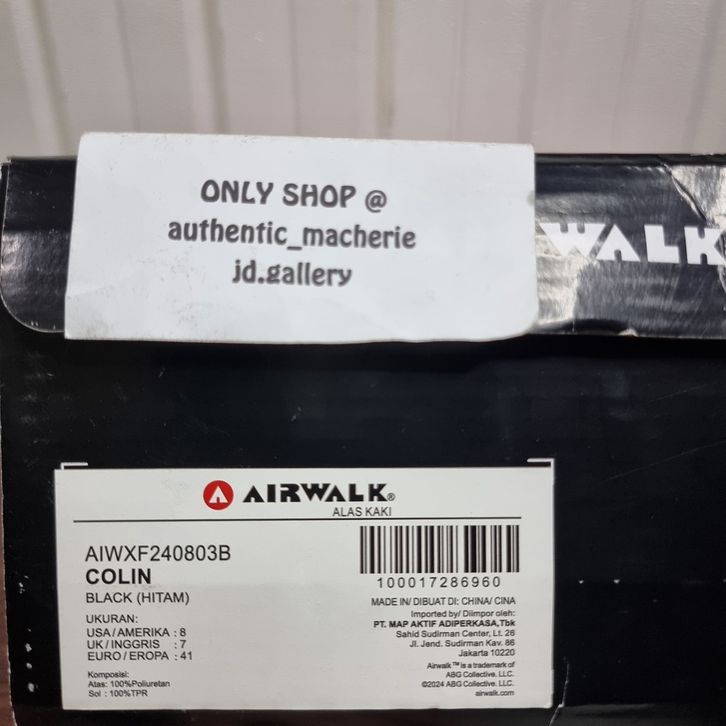 ONLY SHOP @
authentic_macherie
jd.gallery
WALK
AIRWALK®
ALAS KAKI
AIWXF240803B
COLIN
BLACK (HITAM)
UKURAN:
USA / AMERIKA : 8
UK / INGGRIS : 7
EURO / EROPA : 41
Komposisi:
Atas: 100%Poliuretan
Sol : 100%TPR
100017286960
MADE IN/ DIBUAT DI: CHINA/ CINA
Imported by/ Diimpor oleh:
PT. MAP AKTIF ADIPERKASA,Tbk
Sahid Sudirman Center, Lt. 26
Jl. Jend. Sudirman Kav. 86
Jakarta 10220
Airwalk ™ is a trademark of
ABG Collective. LLC.
©2024 ABG Collective. LLC.
airwalk.com